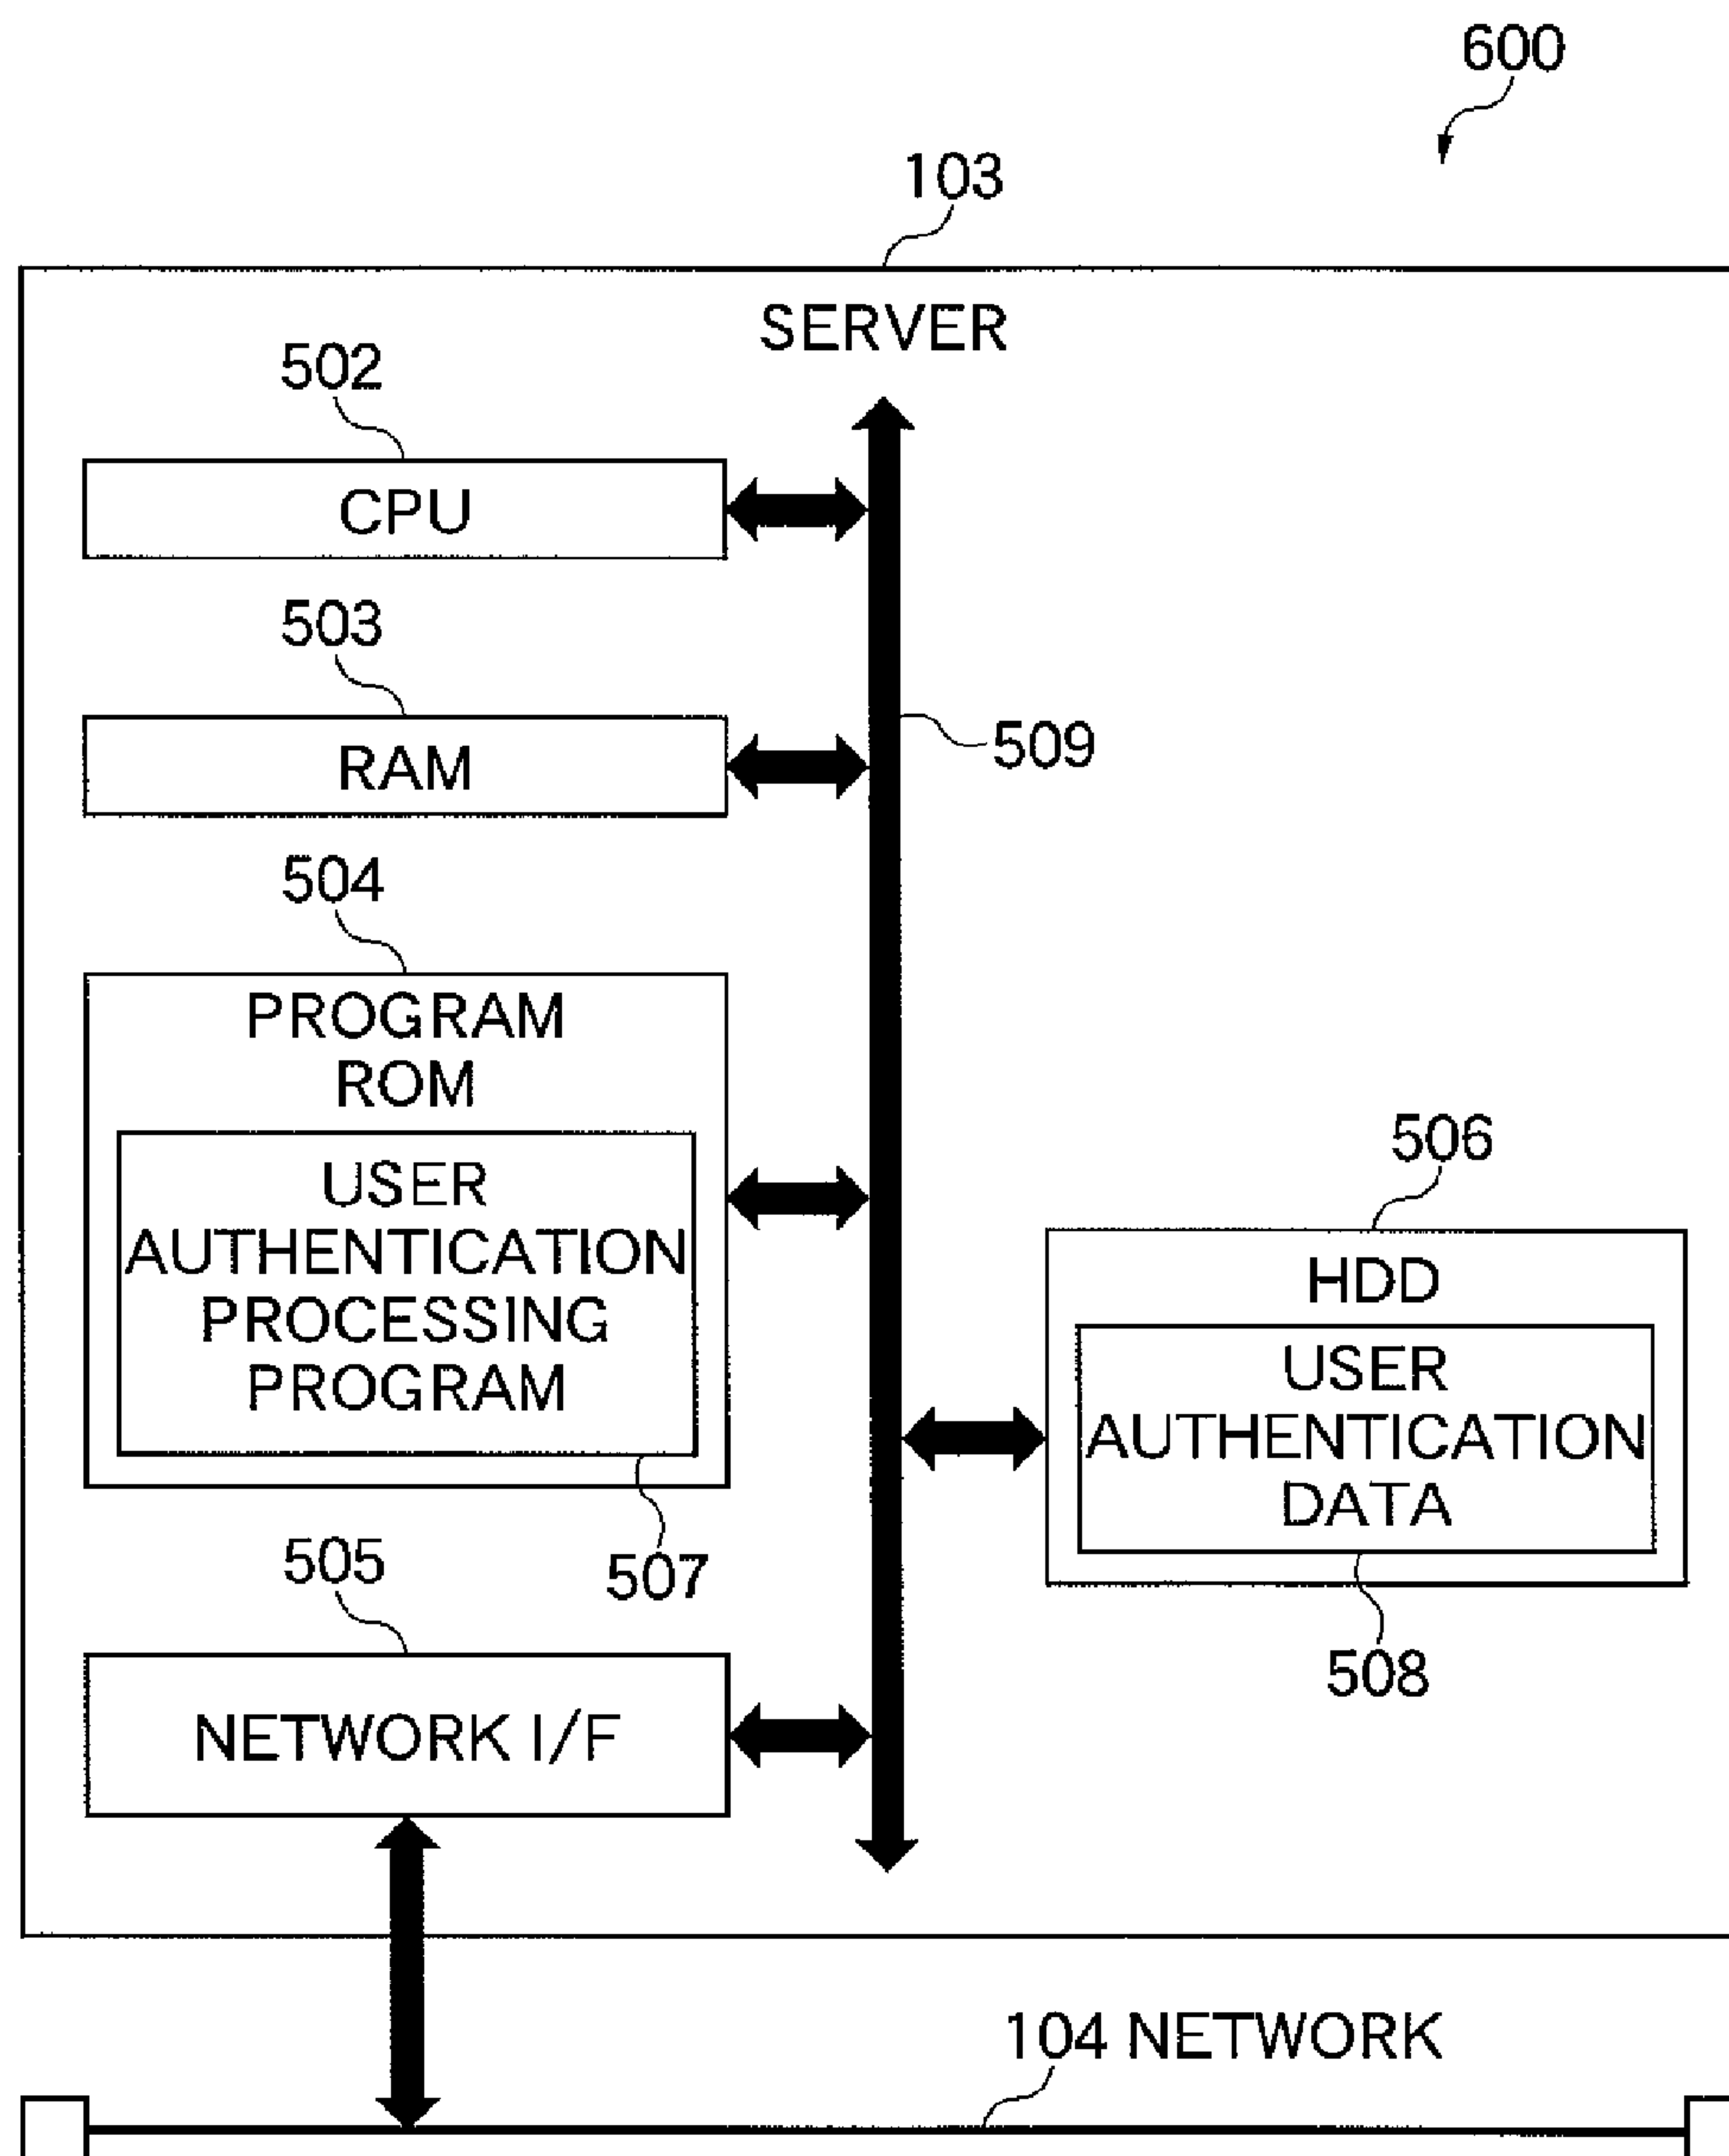 600
103
SERVER
502
CPU
503
RAM
509
504
PROGRAM
ROM
USER
AUTHENTICATION
PROCESSING
PROGRAM
507
506
HDD
USER
AUTHENTICATION
DATA
508
505
NETWORK I/F
104 NETWORK